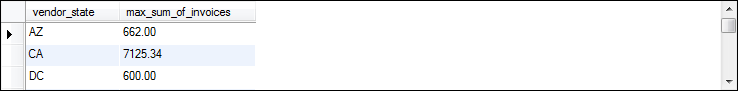 vendor_state max_sum_of_invoices
AZ 662.00
CA 7125.34
DC 600.00